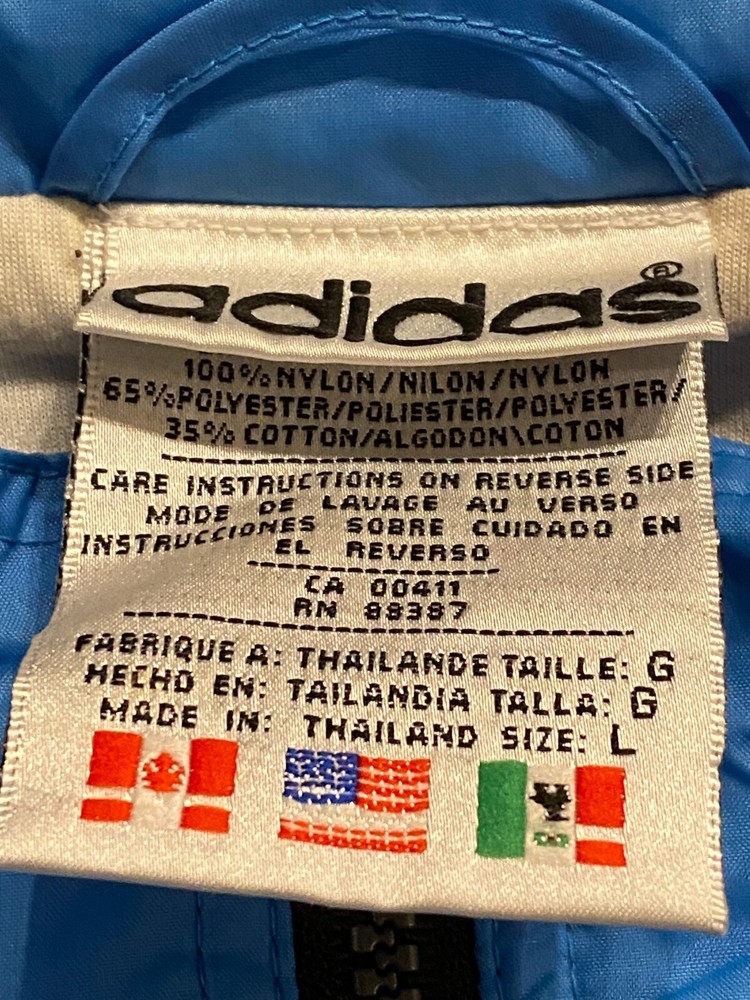 adidas®
100% NYLON/NILON/NYLON
65%POLYESTER/POLIESTER/POLYESTER/
35% COTTON/ALGODON\COTON
CARE INSTRUCTIONS ON REVERSE SIDE
MODE DE LAVAGE AU VERSO
INSTRUCCIONES SOBRE CUIDADO EN
EL REVERSO
CA 00411
RN 88387
FABRIQUE A: THAILANDE TAILLE: G
HECHO EN: TAILANDIA TALLA: G
MADE IN: THAILAND SIZE: L